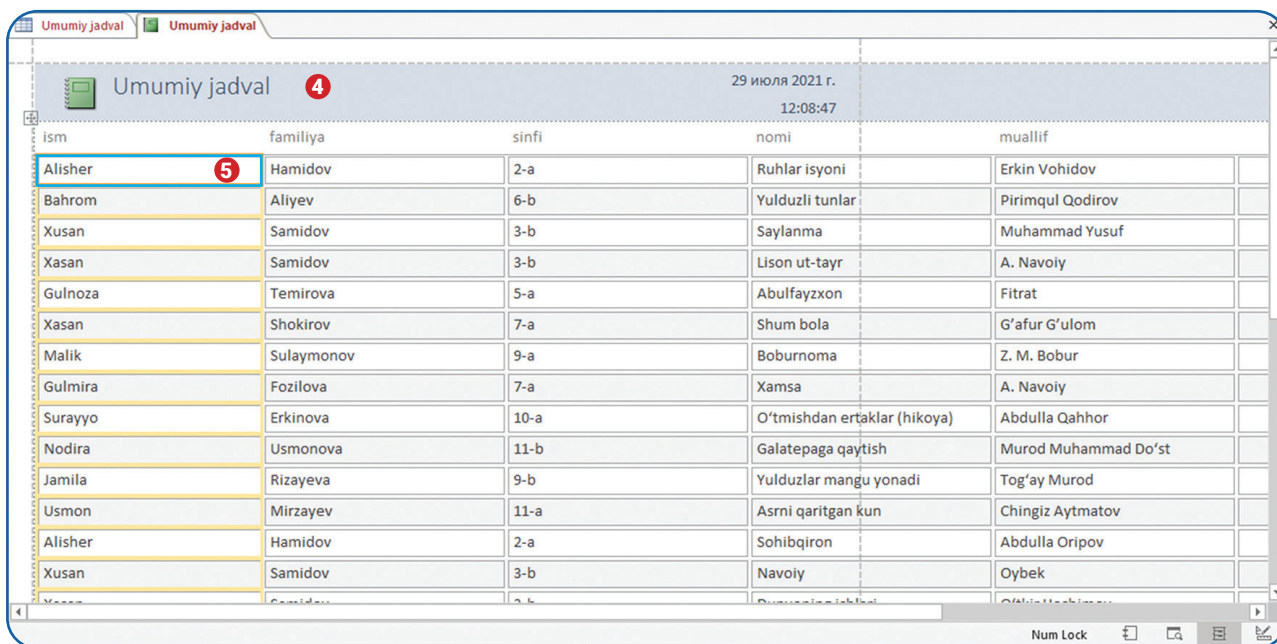 Umumiy jadval Umumiy jadval
Umumiy jadval 4 29 июля 2021 г.
12:08:47
ism familiya sinfi nomi muallif
Alisher 5 Hamidov 2-a Ruhlar isyoni Erkin Vohidov
Bahrom Aliyev 6-b Yulduzli tunlar Pirimqul Qodirov
Xusan Samidov 3-b Saylanma Muhammad Yusuf
Xasan Samidov 3-b Lison ut-tayr A. Navoiy
Gulnoza Temirova 5-a Abulfayzxon Fitrat
Xasan Shokirov 7-a Shum bola G‘afur G‘ulom
Malik Sulaymonov 9-a Boburnoma Z. M. Bobur
Gulmira Fozilova 7-a Xamsa A. Navoiy
Surayyo Erkinova 10-a O‘tmishdan ertaklar (hikoya) Abdulla Qahhor
Nodira Usmonova 11-b Galatepaga qaytish Murod Muhammad Do‘st
Jamila Rizayeva 9-b Yulduzlar mangu yonadi Tog‘ay Murod
Usmon Mirzayev 11-a Asrni qaritgan kun Chingiz Aytmatov
Alisher Hamidov 2-a Sohibqiron Abdulla Oripov
Xusan Samidov 3-b Navoiy Oybek
Num Lock